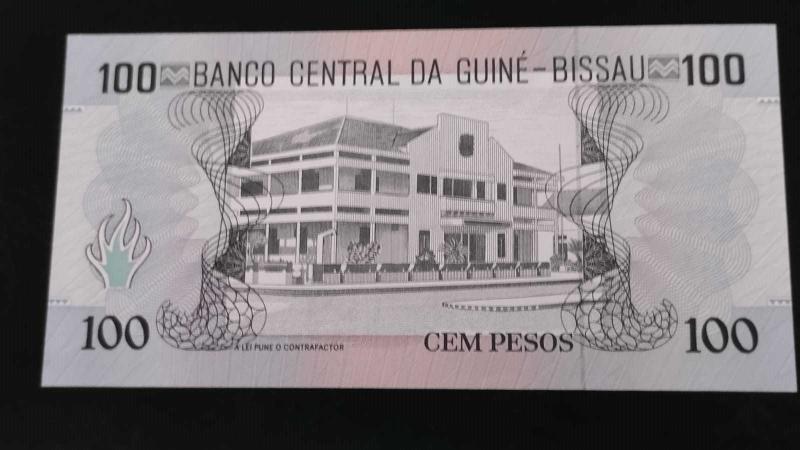 100 BANCO CENTRAL DA GUINÉ-BISSAU 100
100 A LEI PUNE O CONTRAFACTOR CEM PESOS 100